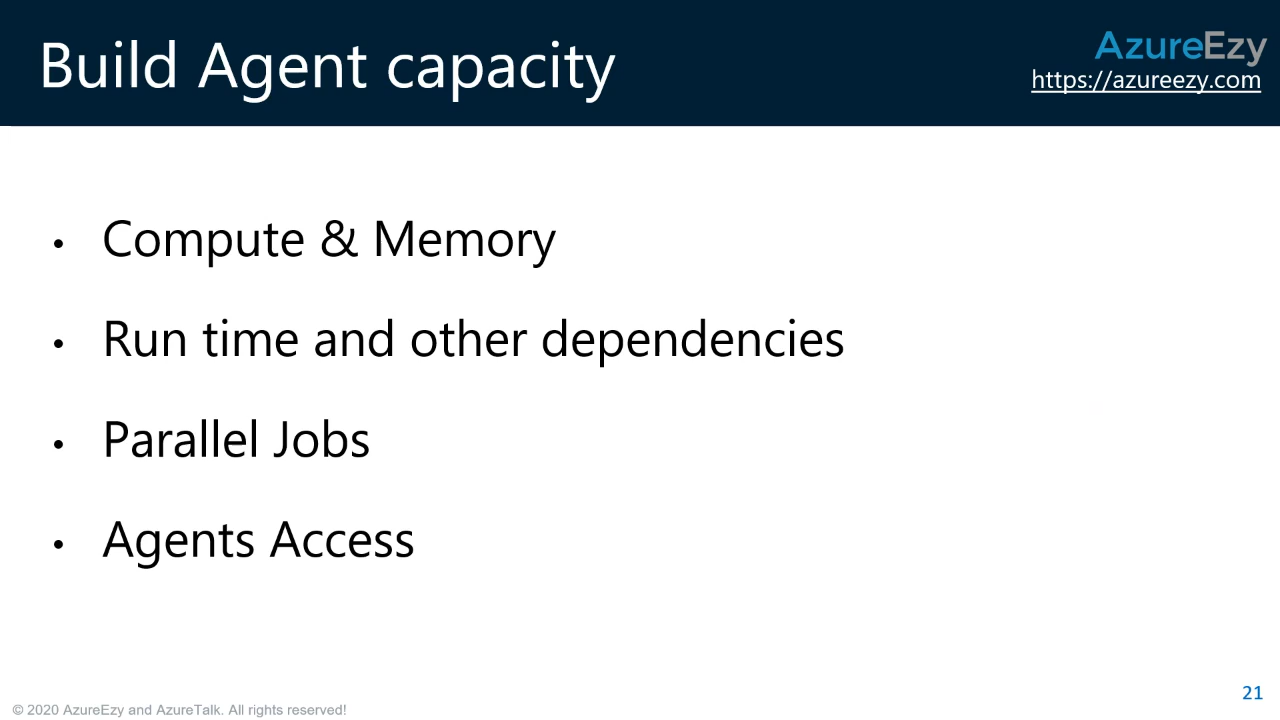 Build Agent capacity
AzureEzy
https://azureezy.com
• Compute & Memory
• Run time and other dependencies
• Parallel Jobs
• Agents Access
© 2020 AzureEzy and AzureTalk. All rights reserved!
21